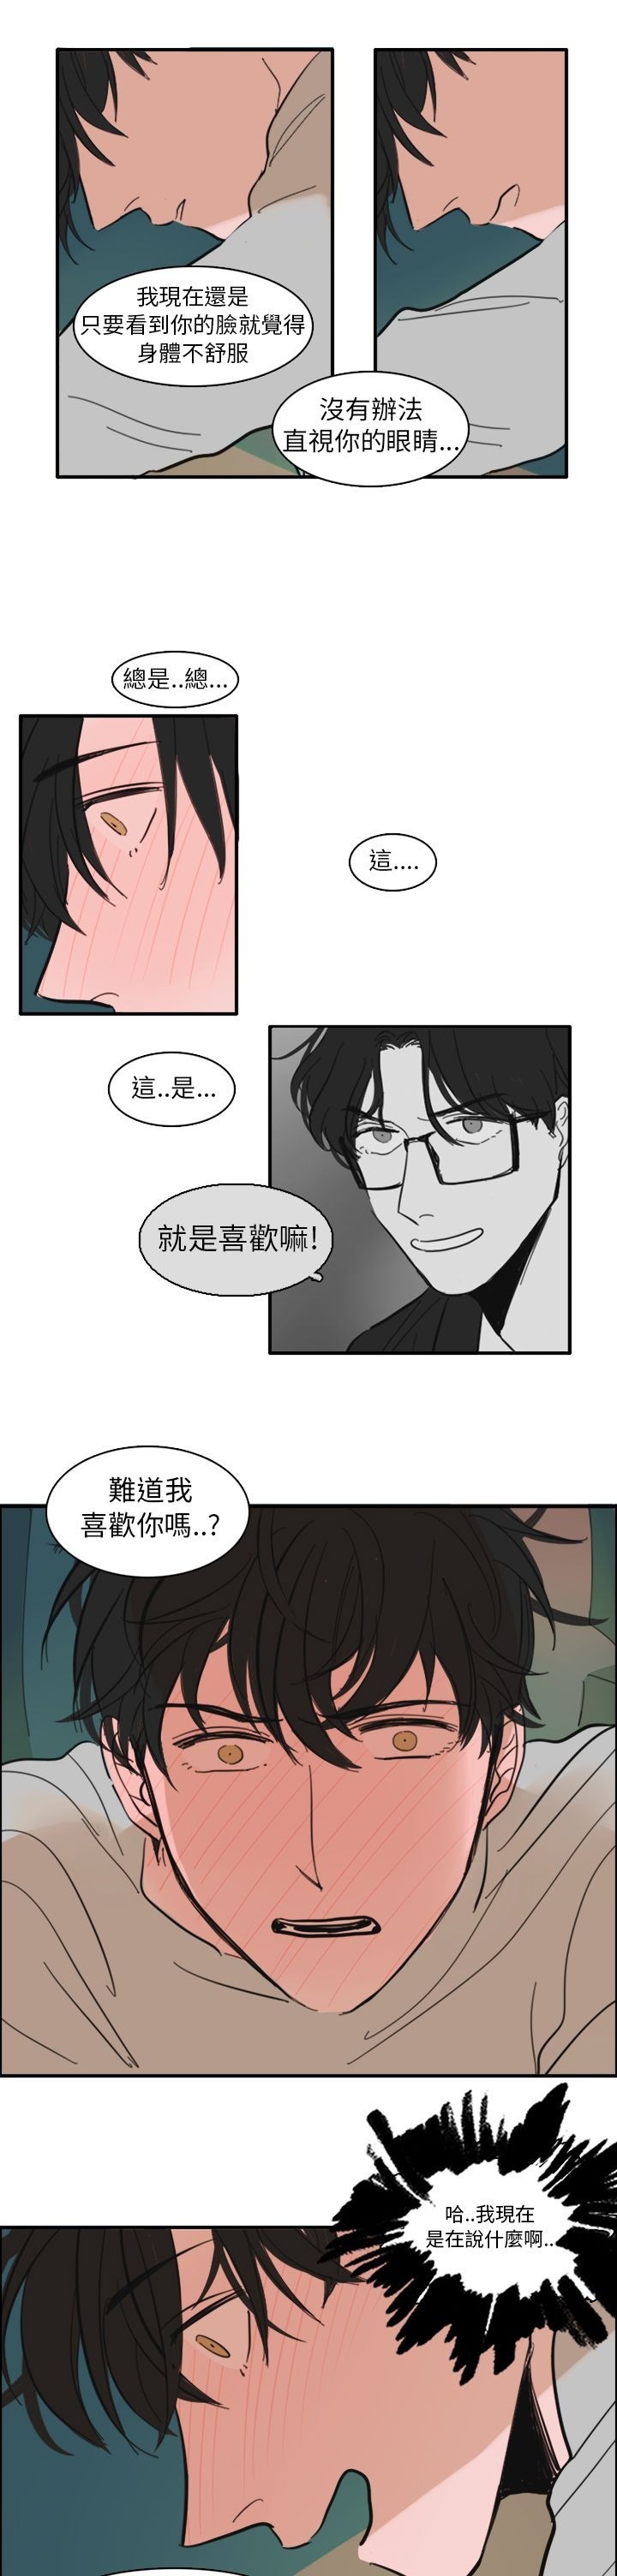 我現在還是
只要看到你的臉就覺得
身體不舒服
沒有辦法
直視你的眼睛...
總是..總...
這....
這..是...
就是喜歡嘛!
難道我
喜歡你嗎..?
哈..我現在
是在說什麼啊...